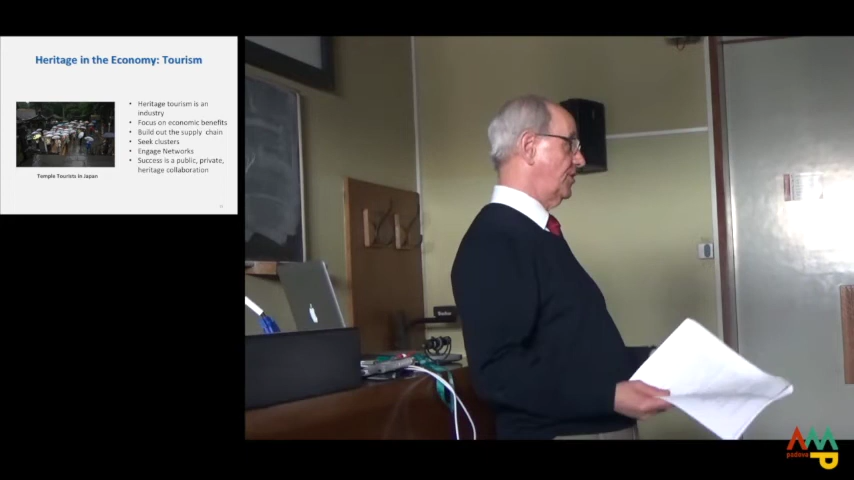 Heritage in the Economy: Tourism
• Heritage tourism is an
industry
• Focus on economic benefits
• Build out the supply chain
• Seek clusters
• Engage Networks
• Success is a public, private,
heritage collaboration
Temple Tourists in Japan
padova